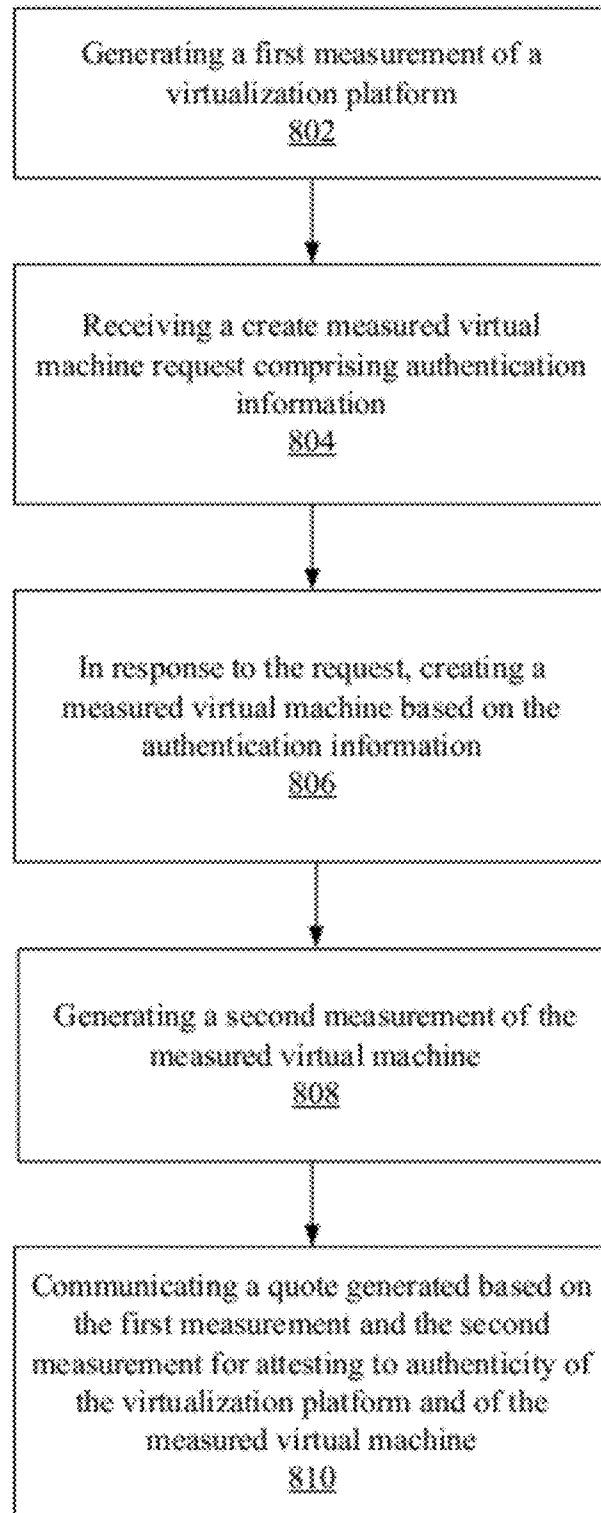 Generating a first measurement of a
virtualization platform
802
Receiving a create measured virtual
machine request comprising authentication
information
804
In response to the request, creating a
measured virtual machine based on the
authentication information
806
Generating a second measurement of the
measured virtual machine
808
Communicating a quote generated based on
the first measurement and the second
measurement for attesting to authenticity of
the virtualization platform and of the
measured virtual machine
810